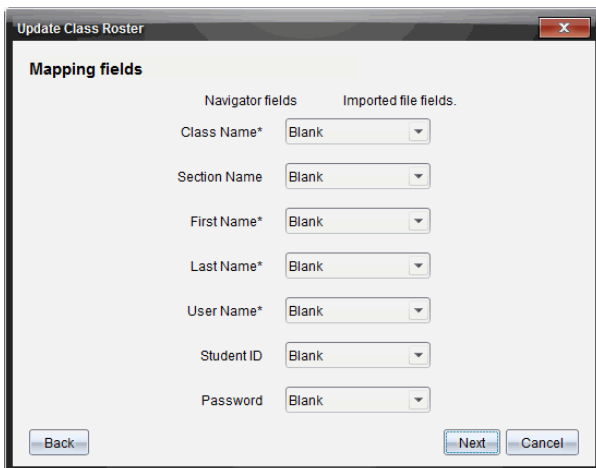 Update Class Roster
Mapping fields
Navigator fields Imported file fields.
Class Name* Blank
Section Name Blank
First Name* Blank
Last Name* Blank
User Name* Blank
Student ID Blank
Password Blank
Back Next Cancel